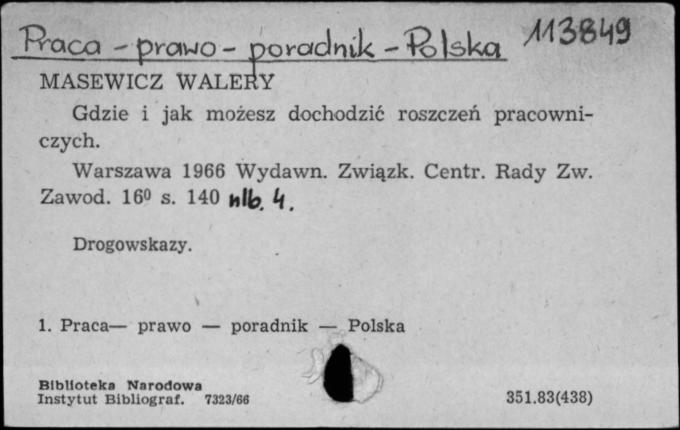 Praca - prawo - poradnik - Polska 113849
MASEWICZ WALERY
Gdzie i jak możesz dochodzić roszczeń pracowni-
czych.
Warszawa 1966 Wydawn. Związk. Centr. Rady Zw.
Zawod. 16⁰ s. 140 nlb. 4.
Drogowskazy.
1. Praca— prawo — poradnik — Polska
Biblioteka Narodowa
Instytut Bibliograf. 7323/66 351.83(438)